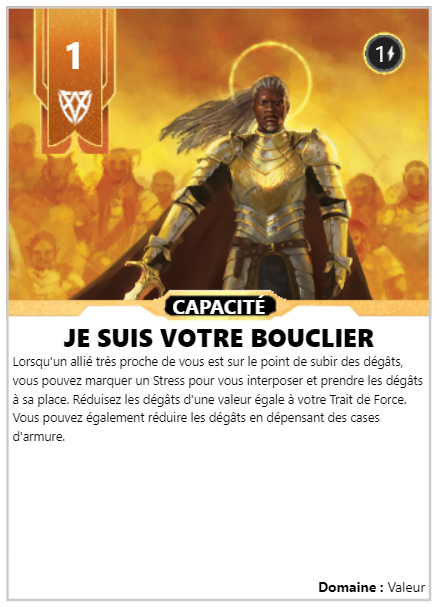 1
1
CAPACITÉ
JE SUIS VOTRE BOUCLIER
Lorsqu'un allié très proche de vous est sur le point de subir des dégâts,
vous pouvez marquer un Stress pour vous interposer et prendre les dégâts
à sa place. Réduisez les dégâts d'une valeur égale à votre Trait de Force.
Vous pouvez également réduire les dégâts en dépensant des cases
d'armure.
Domaine : Valeur